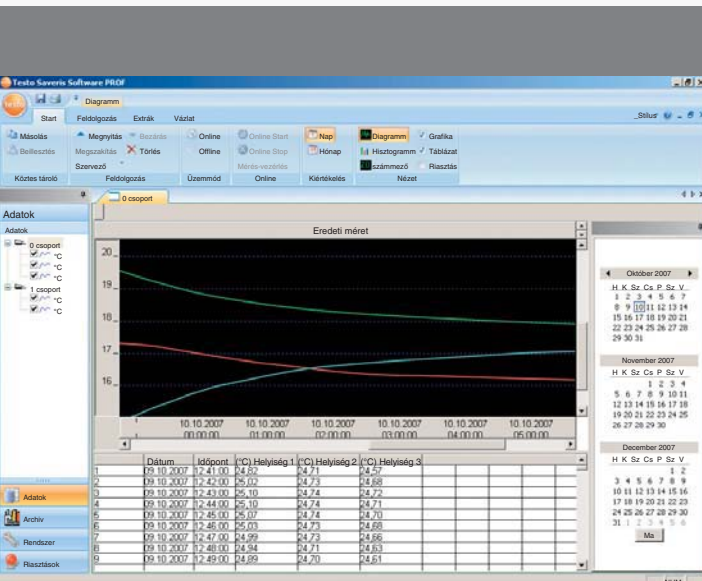 Testo Saveris Software PROF
testo
Diagramm
Start Feldolgozás Extrák Vázlat
_Stílus
Másolás
Beillesztés
Köztes tároló
Megnyitás Bezárás
Megszakítás Törlés
Szervező
Feldolgozás
Online
Offline
Üzemmód
Online Start
Online Stop
Mérés-vezérlés
Online
Nap
Hónap
Kiértékelés
Diagramm Grafika
Hisztogramm Táblázat
számmező Riasztás
Nézet
0 csoport
Adatok
Adatok
0 csoport
°C
°C
°C
1 csoport
°C
°C
Eredeti méret
20
19
18
17
16
10.10.2007 10.10.2007 10.10.2007 10.10.2007 10.10.2007 10.10.2007
00:00:00 01:00:00 02:00:00 03:00:00 04:00:00 05:00:00
Dátum Időpont (°C) Helyiség 1 (°C) Helyiség 2 (°C) Helyiség 3
1 09.10.2007 12:41:00 24,82 24,71 24,57
2 09.10.2007 12:42:00 25,02 24,73 24,68
3 09.10.2007 12:43:00 25,10 24,74 24,72
4 09.10.2007 12:44:00 25,10 24,74 24,71
5 09.10.2007 12:45:00 25,07 24,74 24,70
6 09.10.2007 12:46:00 25,03 24,73 24,68
7 09.10.2007 12:47:00 24,99 24,73 24,66
8 09.10.2007 12:48:00 24,94 24,71 24,63
9 09.10.2007 12:49:00 24,89 24,70 24,61
Adatok
Archiv
Rendszer
Riasztások
Október 2007
H K Sz Cs P Sz V
1 2 3 4 5 6 7
8 9 10 11 12 13 14
15 16 17 18 19 20 21
22 23 24 25 26 27 28
29 30 31
November 2007
H K Sz Cs P Sz V
1 2 3 4
5 6 7 8 9 10 11
12 13 14 15 16 17 18
19 20 21 22 23 24 25
26 27 28 29 30
December 2007
H K Sz Cs P Sz V
1 2
3 4 5 6 7 8 9
10 11 12 13 14 15 16
17 18 19 20 21 22 23
24 25 26 27 28 29 30
31 1 2 3 4 5 6
Ma
NUM